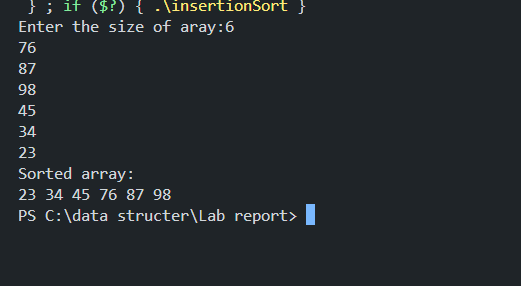 } ; if ($?) { .\insertionSort }
Enter the size of aray:6
76
87
98
45
34
23
Sorted array:
23 34 45 76 87 98
PS C:\data structer\Lab report>